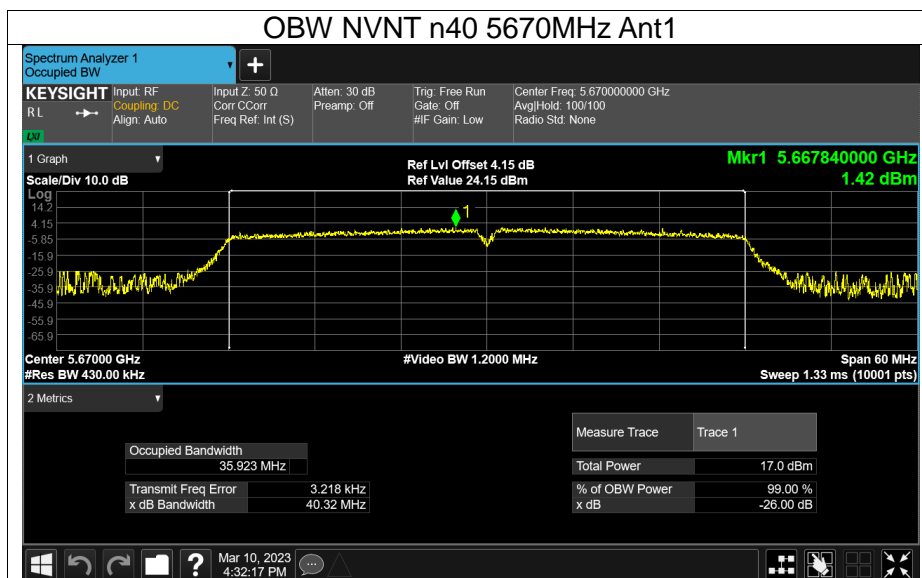 OBW NVNT n40 5670MHz Ant1
Spectrum Analyzer 1
Occupied BW
+
KEYSIGHT
R L
LXI
Input: RF
Coupling: DC
Align: Auto
Input Z: 50 Ω
Corr CCorr
Freq Ref: Int (S)
Atten: 30 dB
Preamp: Off
Trig: Free Run
Gate: Off
#IF Gain: Low
Center Freq: 5.670000000 GHz
Avg|Hold: 100/100
Radio Std: None
1 Graph
Scale/Div 10.0 dB
Ref Lvl Offset 4.15 dB
Ref Value 24.15 dBm
Mkr1 5.667840000 GHz
1.42 dBm
Log
14.2
4.15
-5.85
-15.9
-25.9
-35.9
-45.9
-55.9
-65.9
1
Center 5.67000 GHz
#Res BW 430.00 kHz
#Video BW 1.2000 MHz
Span 60 MHz
Sweep 1.33 ms (10001 pts)
2 Metrics
Occupied Bandwidth
35.923 MHz
Transmit Freq Error 3.218 kHz
x dB Bandwidth 40.32 MHz
Measure Trace Trace 1
Total Power 17.0 dBm
% of OBW Power 99.00 %
x dB -26.00 dB
?
Mar 10, 2023
4:32:17 PM